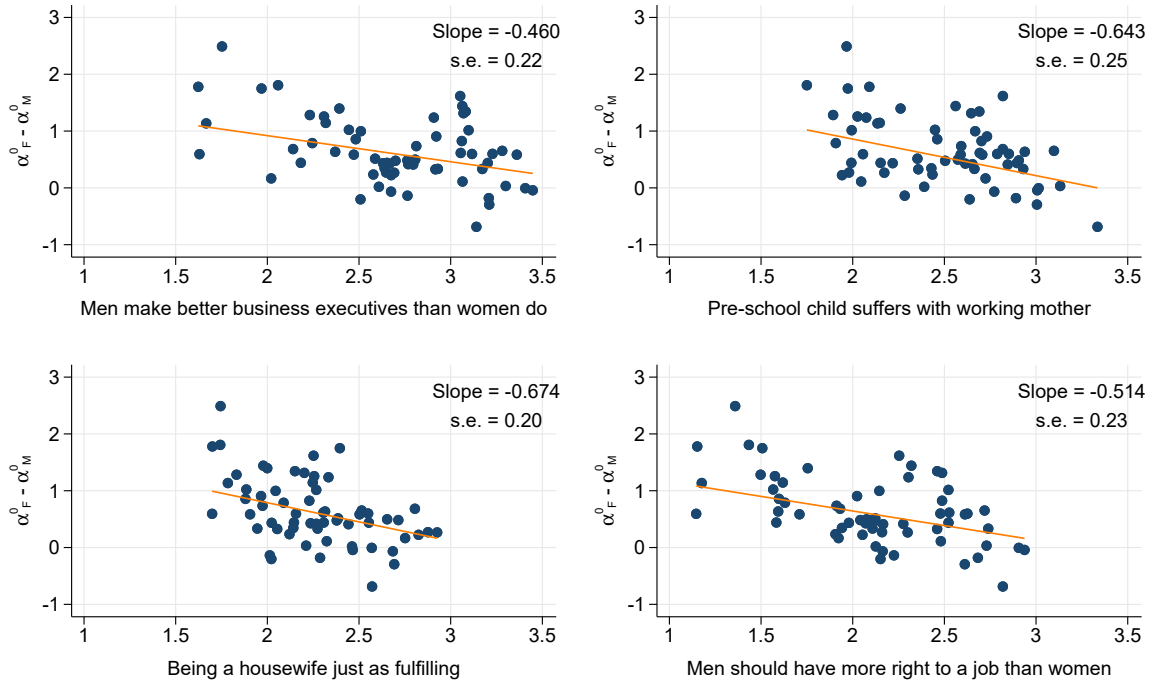 Slope = -0.460
s.e. = 0.22
3
2
1
0
-1
α⁰F - α⁰M
1 1.5 2 2.5 3 3.5
Men make better business executives than women do
Slope = -0.643
s.e. = 0.25
3
2
1
0
-1
α⁰F - α⁰M
1 1.5 2 2.5 3 3.5
Pre-school child suffers with working mother
Slope = -0.674
s.e. = 0.20
3
2
1
0
-1
α⁰F - α⁰M
1 1.5 2 2.5 3 3.5
Being a housewife just as fulfilling
Slope = -0.514
s.e. = 0.23
3
2
1
0
-1
α⁰F - α⁰M
1 1.5 2 2.5 3 3.5
Men should have more right to a job than women